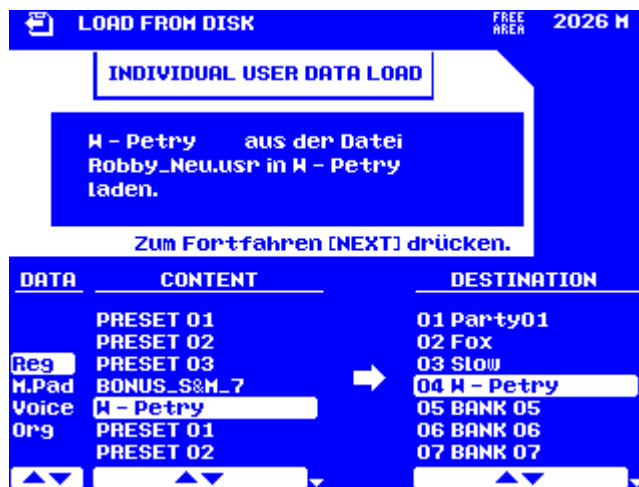 LOAD FROM DISK
FREE AREA 2026 M
INDIVIDUAL USER DATA LOAD
W - Petry aus der Datei
Robby_Neu.usr in W - Petry
laden.
Zum Fortfahren [NEXT] drücken.
DATA CONTENT DESTINATION
PRESET 01 01 Party01
PRESET 02 02 Fox
Reg PRESET 03 03 Slow
M.Pad BONUS_S&M_7 04 W - Petry
Voice W - Petry 05 BANK 05
Org PRESET 01 06 BANK 06
PRESET 02 07 BANK 07